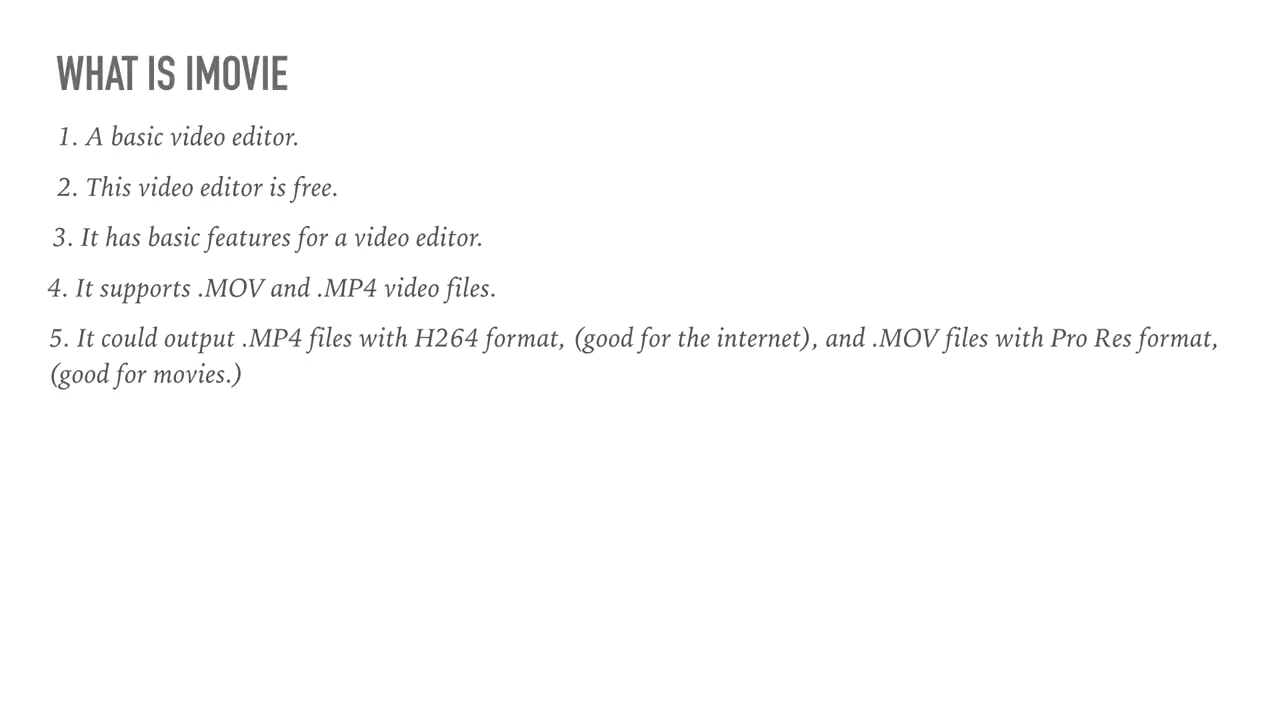 WHAT IS IMOVIE
1. A basic video editor.
2. This video editor is free.
3. It has basic features for a video editor.
4. It supports .MOV and .MP4 video files.
5. It could output .MP4 files with H264 format, (good for the internet), and .MOV files with Pro Res format,
(good for movies.)